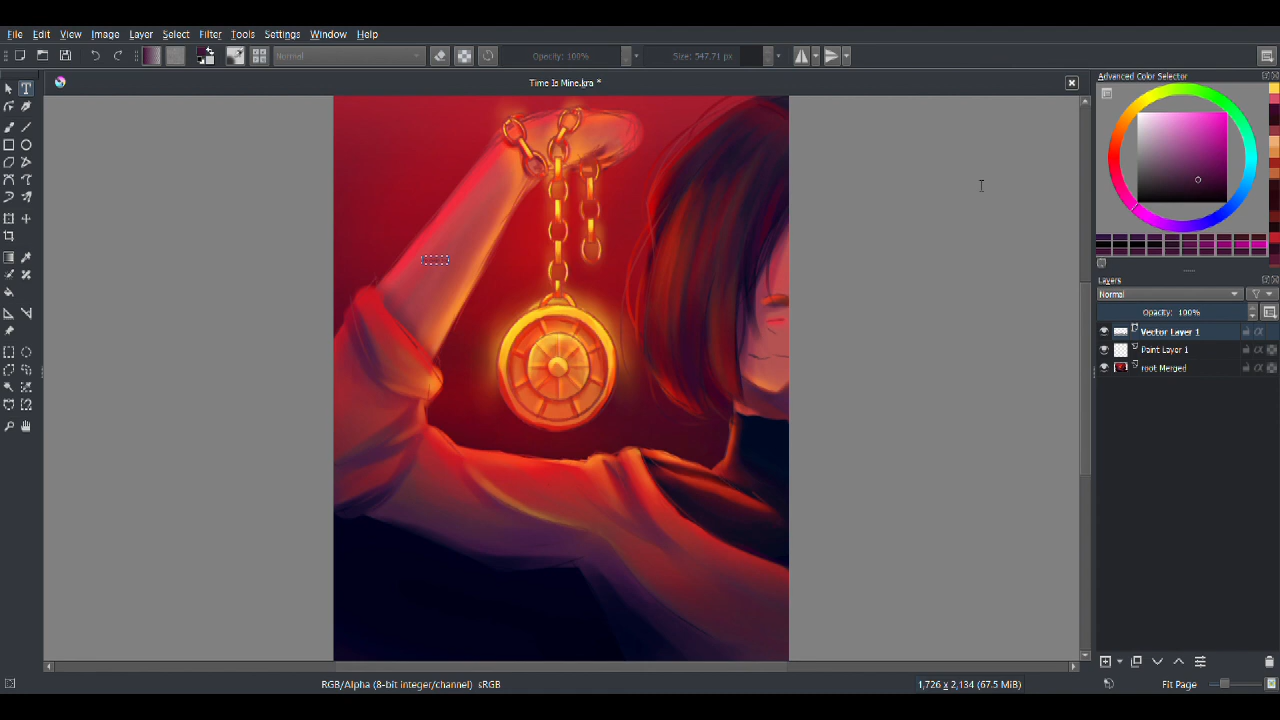 File Edit View Image Layer Select Filter Tools Settings Window Help
Normal Opacity: 100% Size: 547.71 px
Time Is Mine.kra *
Advanced Color Selector
Layers
Normal
Opacity: 100%
Vector Layer 1
Paint Layer 1
root Merged
RGB/Alpha (8-bit integer/channel) sRGB 1,726 x 2,134 (67.5 MiB) Fit Page